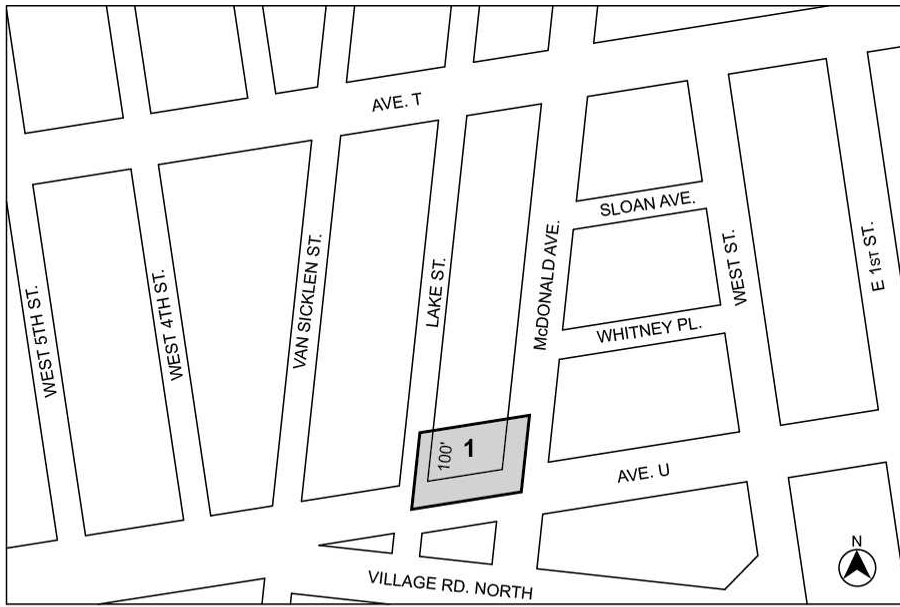 AVE. T
SLOAN AVE.
McDONALD AVE.
WEST ST.
E 1ST ST.
VAN SICKLEN ST.
LAKE ST.
WEST 4TH ST.
WEST 5TH ST.
WHITNEY PL.
100'
1
AVE. U
N
VILLAGE RD. NORTH